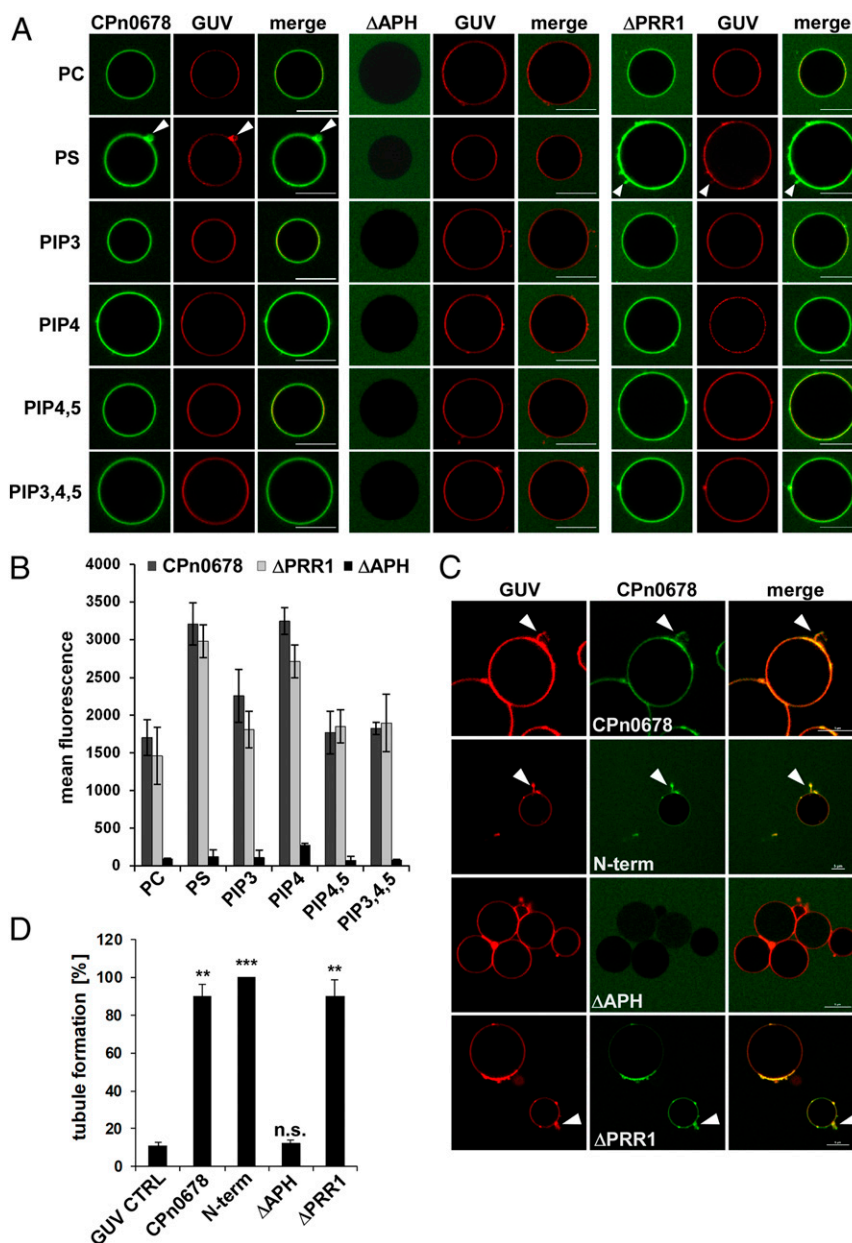 A
CPn0678 GUV merge ΔAPH GUV merge ΔPRR1 GUV merge
PC
PS
PIP3
PIP4
PIP4,5
PIP3,4,5
B
CPn0678 ΔPRR1 ΔAPH
mean fluorescence
4000
3500
3000
2500
2000
1500
1000
500
0
PC PS PIP3 PIP4 PIP4,5 PIP3,4,5
C
GUV CPn0678 merge
CPn0678
N-term
ΔAPH
ΔPRR1
D
tubule formation [%]
120
100
80
60
40
20
0
** *** n.s. **
GUV CTRL CPn0678 N-term ΔAPH ΔPRR1